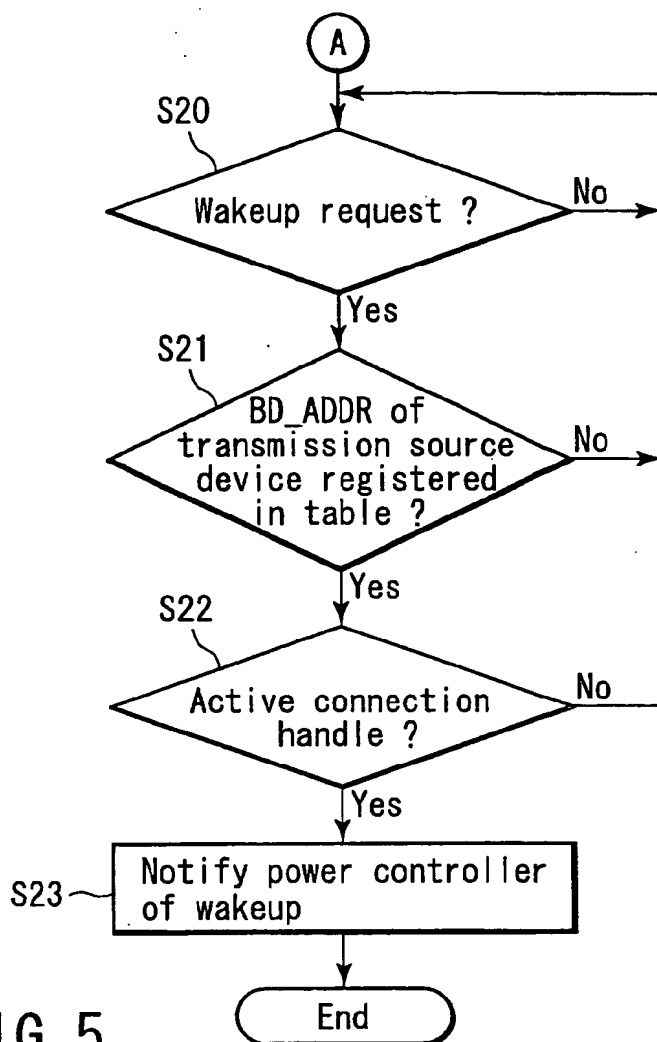 A
S20
Wakeup request ?
No
Yes
S21
BD_ADDR of
transmission source
device registered
in table ?
No
Yes
S22
Active connection
handle ?
No
Yes
S23
Notify power controller
of wakeup
End
5